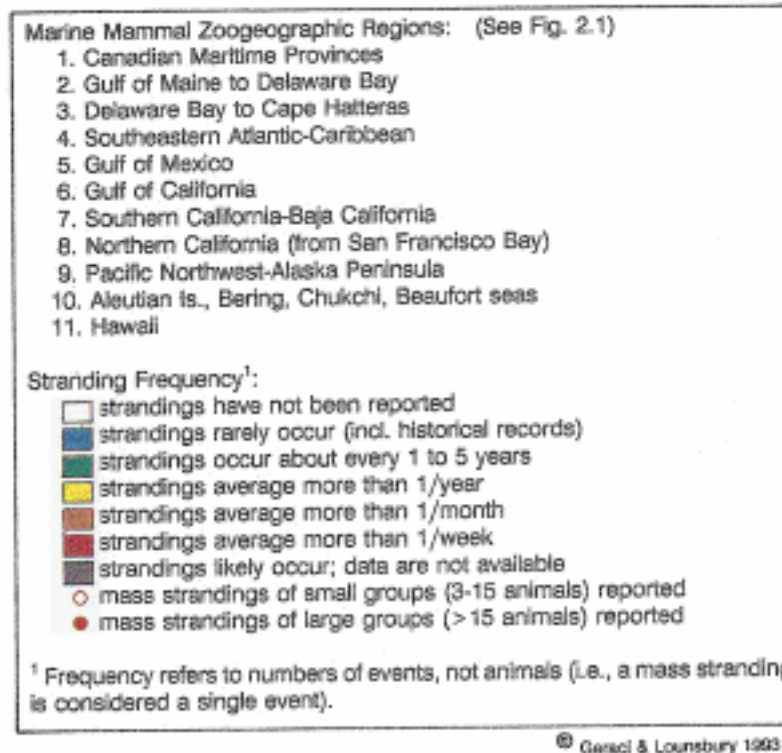 Marine Mammal Zoogeographic Regions: (See Fig. 2.1)
1. Canadian Maritime Provinces
2. Gulf of Maine to Delaware Bay
3. Delaware Bay to Cape Hatteras
4. Southeastern Atlantic-Caribbean
5. Gulf of Mexico
6. Gulf of California
7. Southern California-Baja California
8. Northern California (from San Francisco Bay)
9. Pacific Northwest-Alaska Peninsula
10. Aleutian Is., Bering, Chukchi, Beaufort seas
11. Hawaii
Stranding Frequency¹:
strandings have not been reported
strandings rarely occur (incl. historical records)
strandings occur about every 1 to 5 years
strandings average more than 1/year
strandings average more than 1/month
strandings average more than 1/week
strandings likely occur; data are not available
mass strandings of small groups (3-15 animals) reported
mass strandings of large groups (>15 animals) reported
¹ Frequency refers to numbers of events, not animals (i.e., a mass stranding
is considered a single event).
© Geraci & Lounsbury 1993